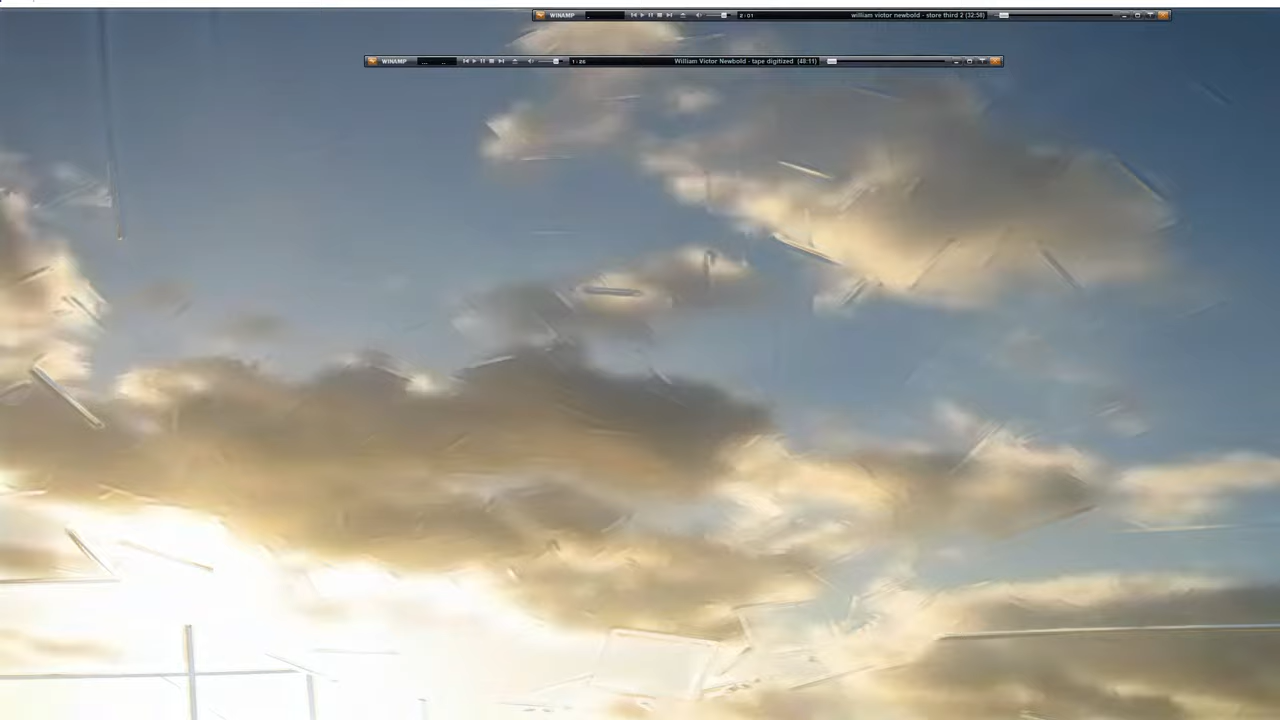 WINAMP 2:01 william victor newbold - store third 2 (32:58)
WINAMP 1:26 William Victor Newbold - tape digitized (48:11)